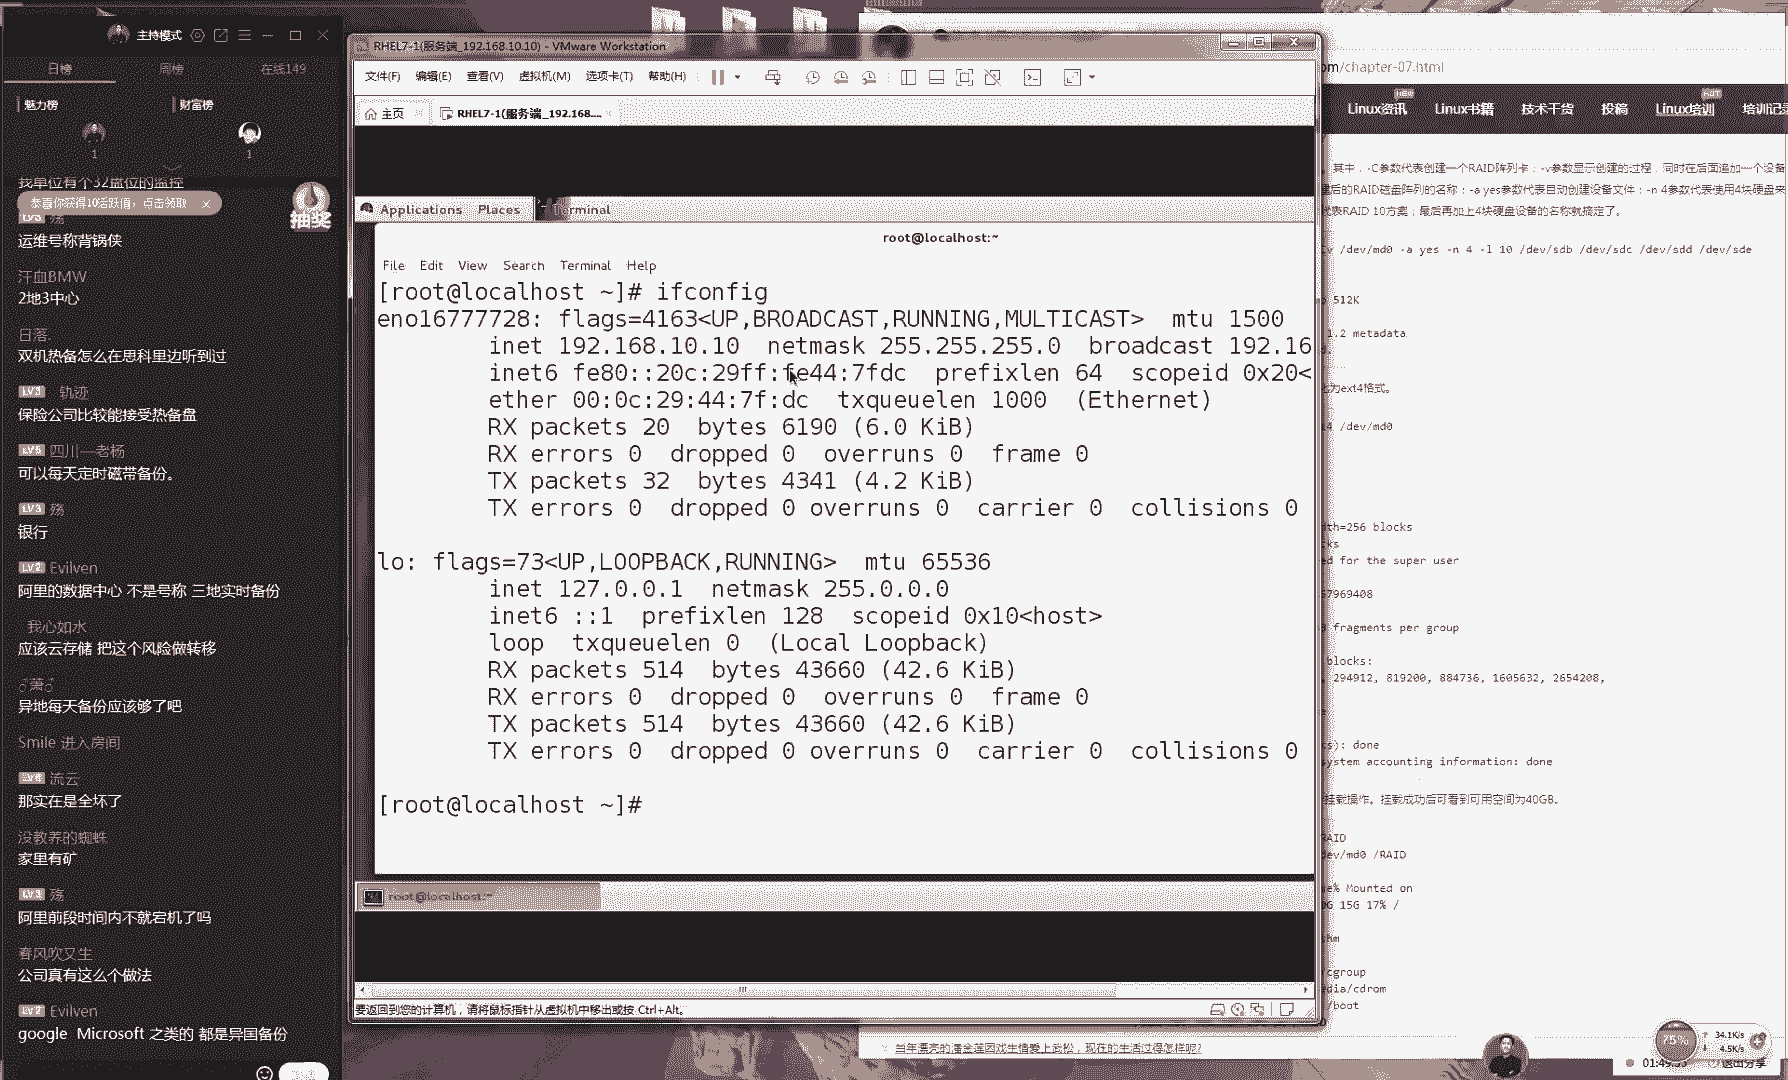 主持模式
日榜 周榜 在线149
魅力榜 财富榜
1 1
我单位有个32盘位的监控
恭喜你获得10活跃值，点击领取
抽奖
LV3 殇
运维号称背锅侠
汗血BMW
2地3中心
日落.
双机热备怎么在思科里边听到过
LV3 轨迹
保险公司比较能接受热备盘
LV5 四川—老杨
可以每天定时磁带备份。
LV3 殇
银行
LV2 Evilven
阿里的数据中心 不是号称 三地实时备份
我心如水
应该云存储 把这个风险做转移
♂萧♂
异地每天备份应该够了吧
Smile 进入房间
流云
那实在是全坏了
没教养的蜘蛛
家里有矿
LV3 殇
阿里前段时间内不就宕机了吗
春风吹又生
公司真有这么个做法
LV2 Evilven
google Microsoft 之类的 都是异国备份
RHEL7-1(服务端_192.168.10.10) - VMware Workstation
文件(F) 编辑(E) 查看(V) 虚拟机(M) 选项卡(T) 帮助(H)
主页 RHEL7-1(服务端_192.168....
Applications Places Terminal
root@localhost:~
File Edit View Search Terminal Help
[root@localhost ~]# ifconfig
eno16777728: flags=4163<UP,BROADCAST,RUNNING,MULTICAST> mtu 1500
inet 192.168.10.10 netmask 255.255.255.0 broadcast 192.16
inet6 fe80::20c:29ff:fe44:7fdc prefixlen 64 scopeid 0x20<
ether 00:0c:29:44:7f:dc txqueuelen 1000 (Ethernet)
RX packets 20 bytes 6190 (6.0 KiB)
RX errors 0 dropped 0 overruns 0 frame 0
TX packets 32 bytes 4341 (4.2 KiB)
TX errors 0 dropped 0 overruns 0 carrier 0 collisions 0
lo: flags=73<UP,LOOPBACK,RUNNING> mtu 65536
inet 127.0.0.1 netmask 255.0.0.0
inet6 ::1 prefixlen 128 scopeid 0x10<host>
loop txqueuelen 0 (Local Loopback)
RX packets 514 bytes 43660 (42.6 KiB)
RX errors 0 dropped 0 overruns 0 frame 0
TX packets 514 bytes 43660 (42.6 KiB)
TX errors 0 dropped 0 overruns 0 carrier 0 collisions 0
[root@localhost ~]#
root@localhost:~
要返回到您的计算机，请将鼠标指针从虚拟机中移出或按 Ctrl+Alt。
om/chapter-07.html
Linux资讯 Linux书籍 技术干货 投稿 Linux培训 培训记录
NEW HOT
。其中，-C参数代表创建一个RAID阵列卡；-v参数显示创建的过程，同时在后面追加一个设备
建后的RAID磁盘阵列的名称；-a yes参数代表自动创建设备文件；-n 4参数代表使用4块硬盘来
代表RAID 10方案；最后再加上4块硬盘设备的名称就搞定了。
v /dev/md0 -a yes -n 4 -l 10 /dev/sdb /dev/sdc /dev/sdd /dev/sde
512K
1.2 metadata
化为ext4格式。
4 /dev/md0
dth=256 blocks
cks
ed for the super user
67969408
fragments per group
blocks:
, 294912, 819200, 884736, 1605632, 2654208,
s): done
system accounting information: done
挂载操作。挂载成功后可看到可用空间为40GB。
RAID
dev/md0 /RAID
se% Mounted on
0G 15G 17% /
shm
cgroup
edia/cdrom
/boot
当年漂亮的潘金莲因戏生情爱上武松，现在的生活过得怎样呢?
75% 34.1K/s
4.5K/s
退出分享